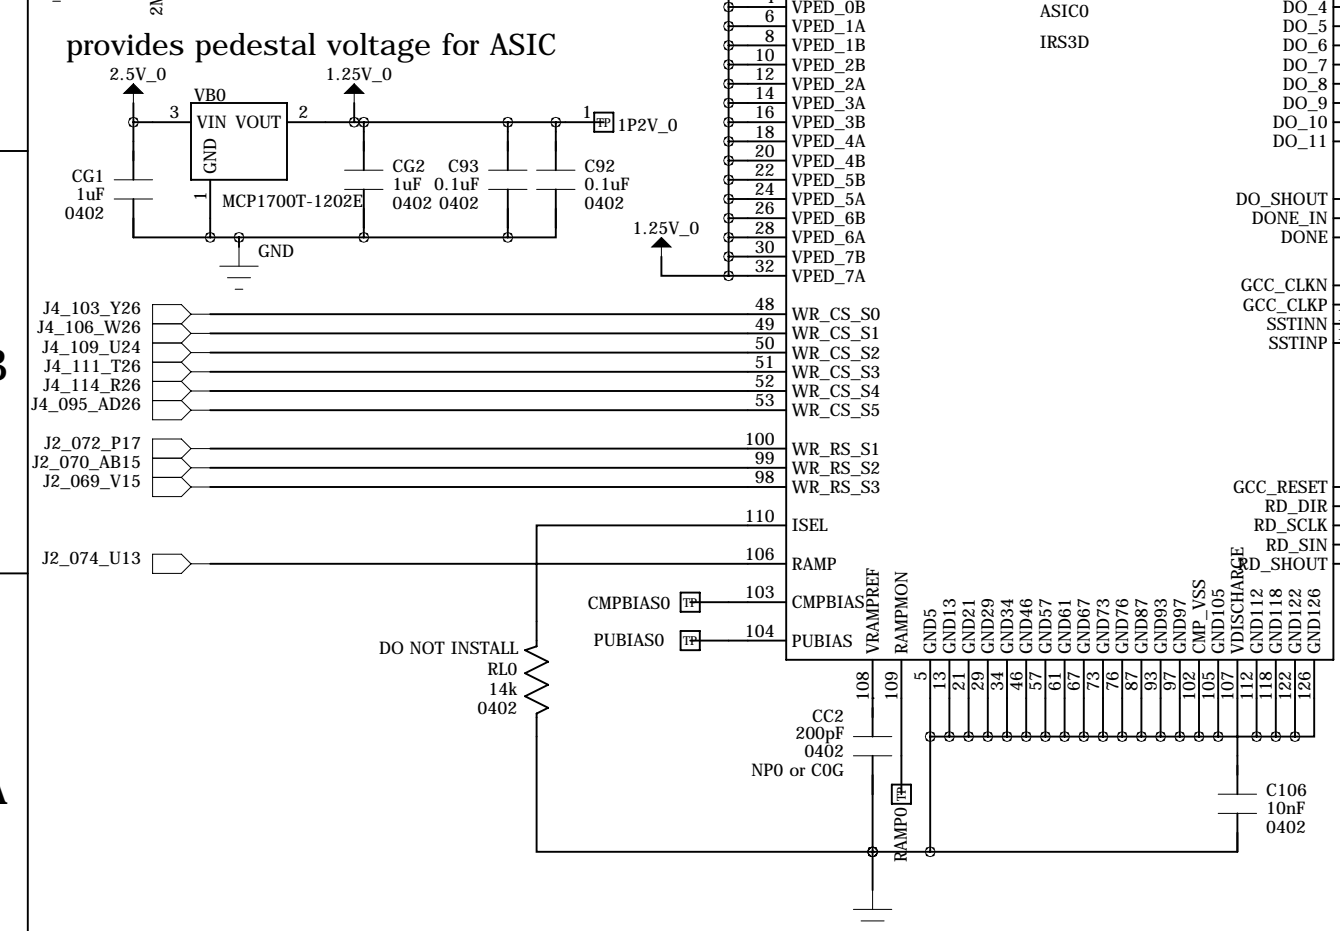 provides pedestal voltage for ASIC
2.5V_0
1.25V_0
VB0
3
VIN VOUT
2
GND
1
MCP1700T-1202E
1
TP
1P2V_0
CG1
1uF
0402
CG2
1uF
0402
C93
0.1uF
0402
C92
0.1uF
0402
GND
1.25V_0
ASIC0
IRS3D
VPED_0B
6 VPED_1A
8 VPED_1B
10 VPED_2B
12 VPED_2A
14 VPED_3A
16 VPED_3B
18 VPED_4A
20 VPED_4B
22 VPED_5B
24 VPED_5A
26 VPED_6B
28 VPED_6A
30 VPED_7B
32 VPED_7A
DO_4
DO_5
DO_6
DO_7
DO_8
DO_9
DO_10
DO_11
DO_SHOUT
DONE_IN
DONE
GCC_CLKN
GCC_CLKP
SSTINN
SSTINP
J4_103_Y26 48 WR_CS_S0
J4_106_W26 49 WR_CS_S1
J4_109_U24 50 WR_CS_S2
J4_111_T26 51 WR_CS_S3
J4_114_R26 52 WR_CS_S4
J4_095_AD26 53 WR_CS_S5
J2_072_P17 100 WR_RS_S1
J2_070_AB15 99 WR_RS_S2
J2_069_V15 98 WR_RS_S3
GCC_RESET
RD_DIR
RD_SCLK
RD_SIN
RD_SHOUT
110 ISEL
J2_074_U13 106 RAMP
CMPBIAS0 TP 103 CMPBIAS
PUBIAS0 TP 104 PUBIAS
DO NOT INSTALL
RL0
14k
0402
VRAMPREF
RAMPMON
GND5
GND13
GND21
GND29
GND34
GND46
GND57
GND61
GND67
GND73
GND76
GND87
GND93
GND97
CMP_VSS
GND105
VDISCHARGE
GND112
GND118
GND122
GND126
108
109
5
13
21
29
34
46
57
61
67
73
76
87
93
97
102
105
107
112
118
122
126
CC2
200pF
0402
NP0 or C0G
TP
RAMP0
C106
10nF
0402
B
A